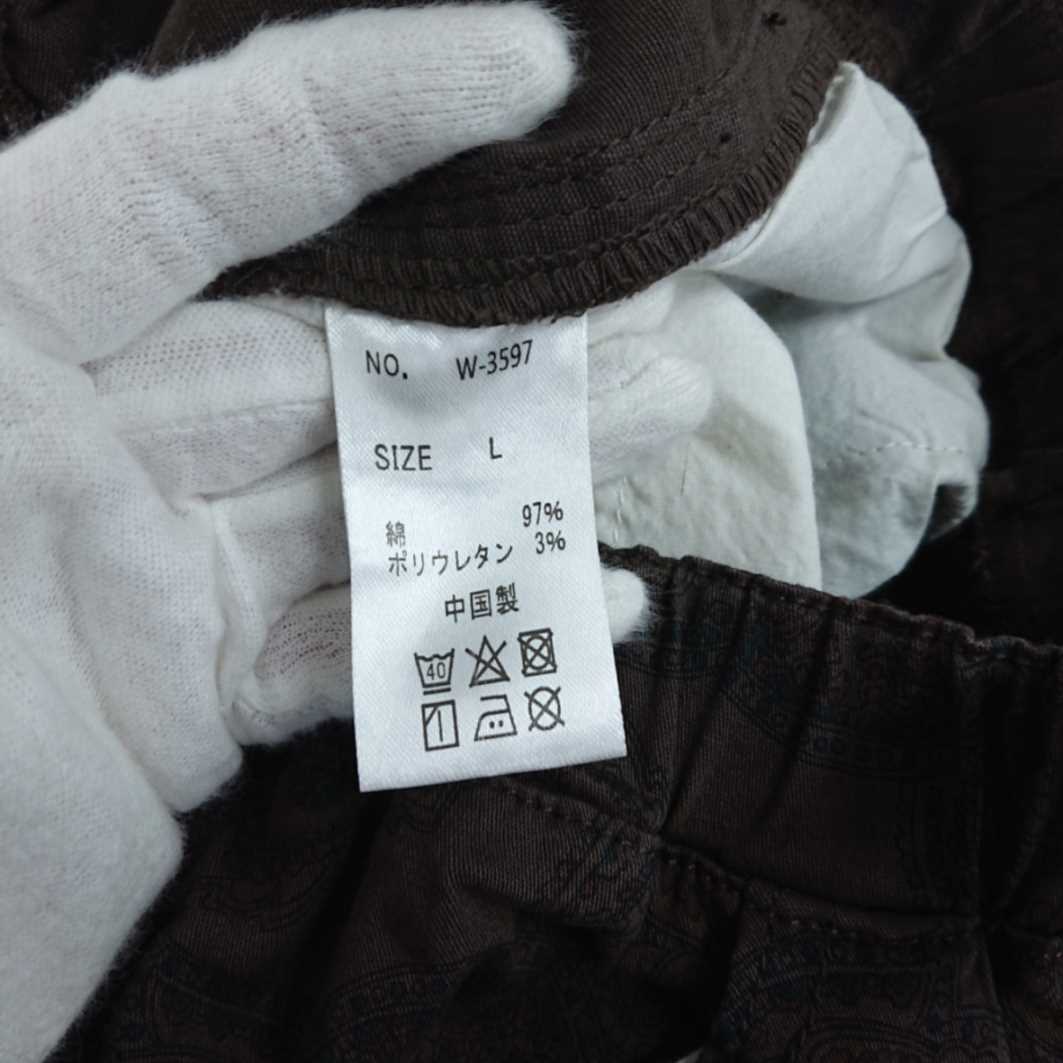 NO. W-3597
SIZE L
綿 97%
ポリウレタン 3%
中国製
40